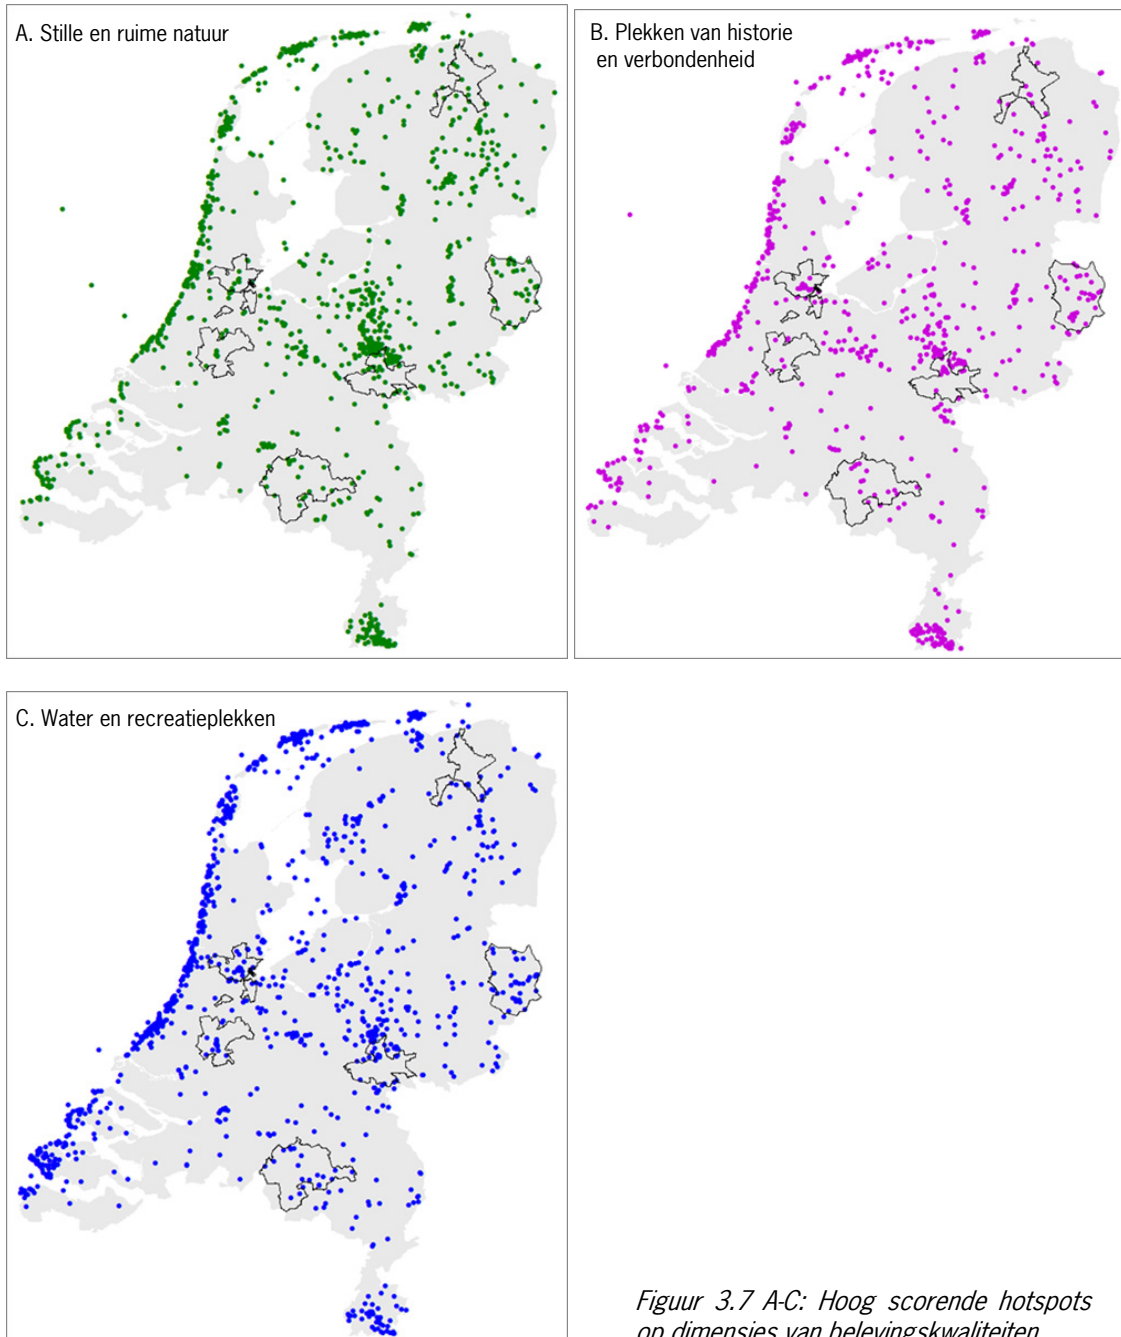 A. Stille en ruime natuur
B. Plekken van historie
en verbondenheid
C. Water en recreatieplekken
Figuur 3.7 A-C: Hoog scorende hotspots
op dimensies van belevingskwaliteiten